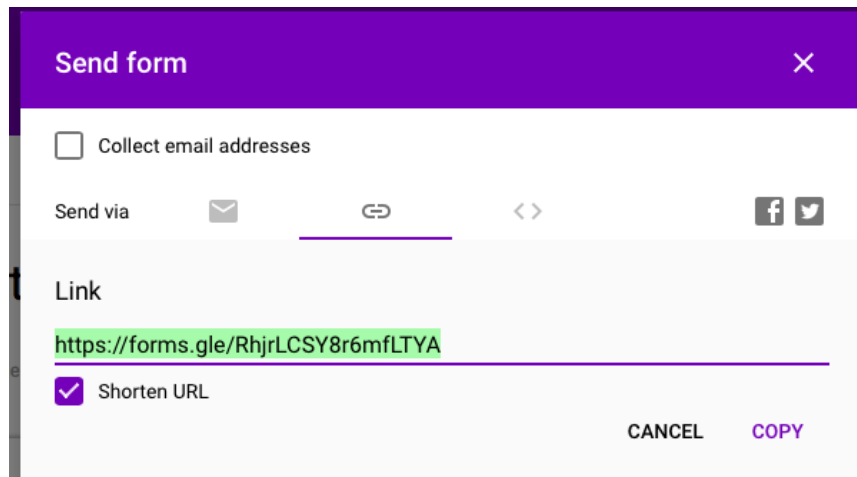 Send form
Collect email addresses
Send via
Link
https://forms.gle/RhjrLCSY8r6mfLTYA
Shorten URL
CANCEL COPY